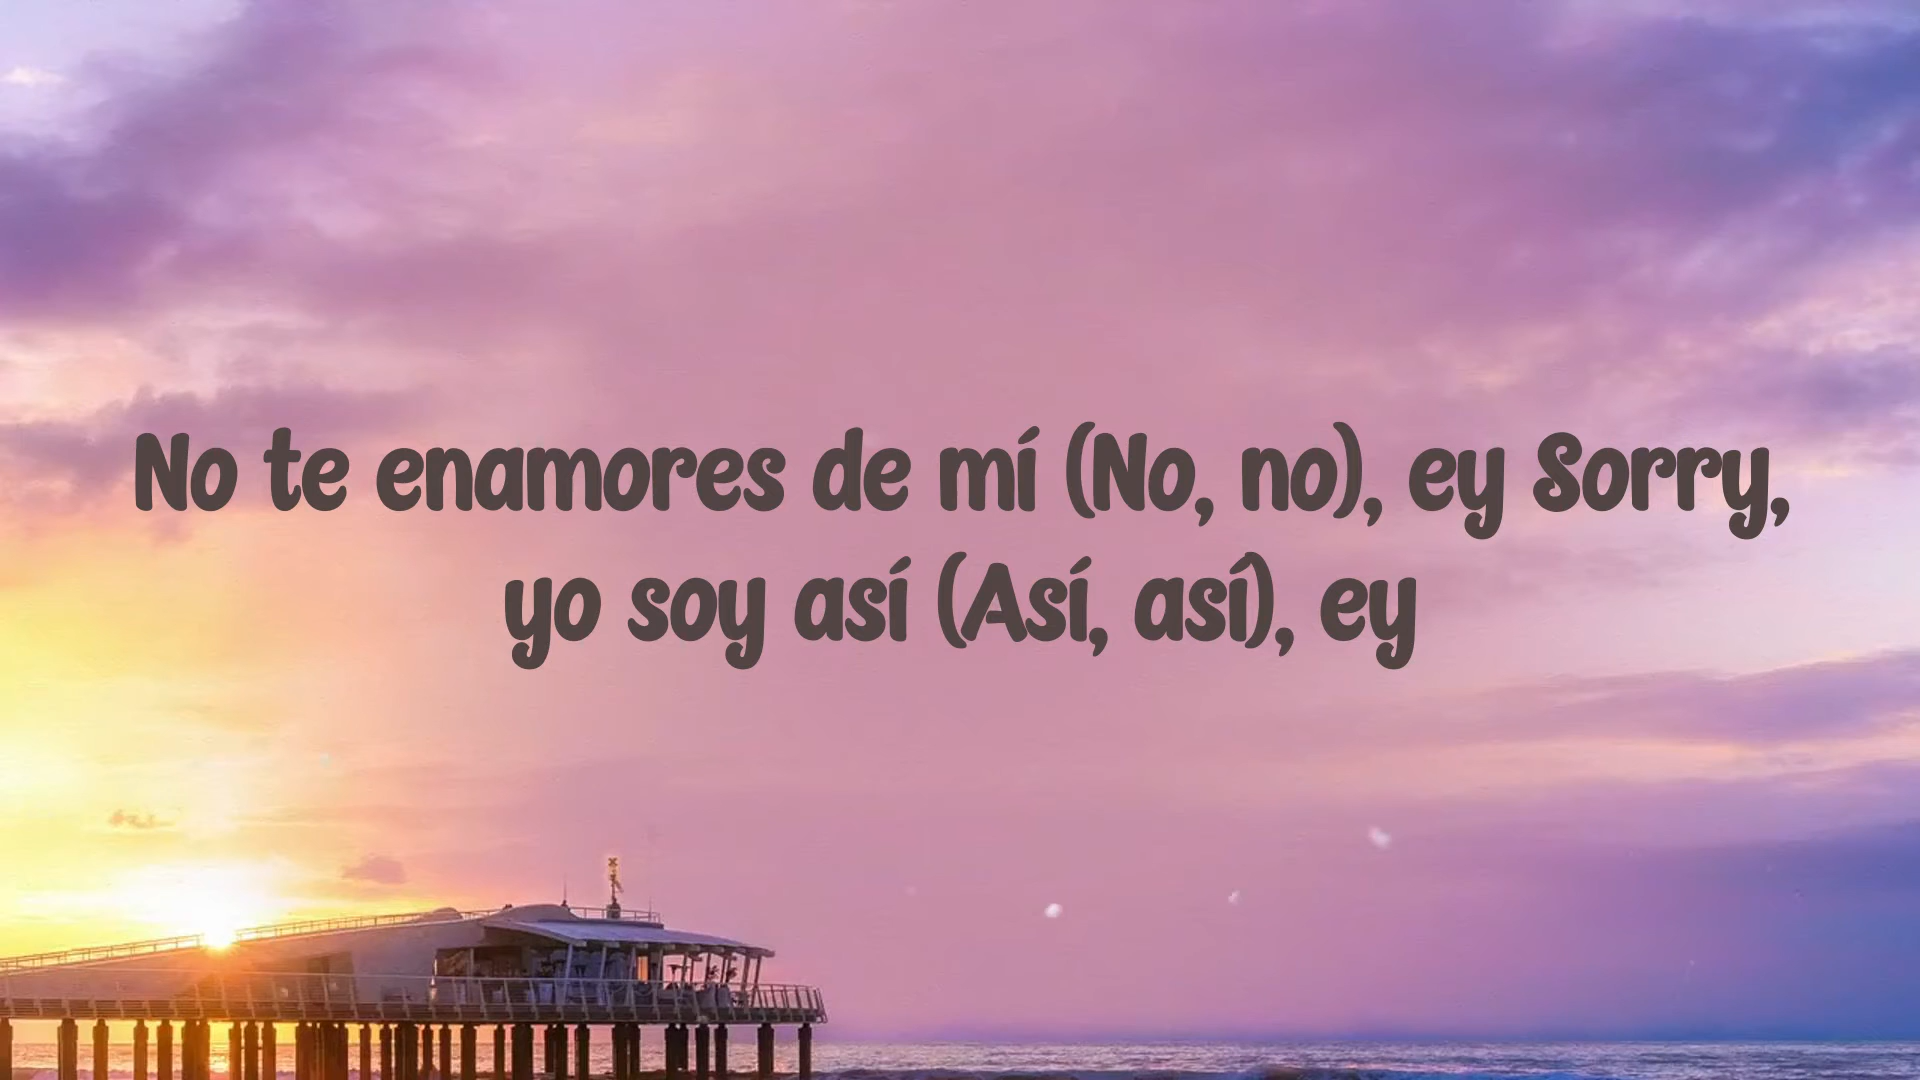 No te enamores de mí (No, no), ey Sorry,
yo soy así (Así, así), ey